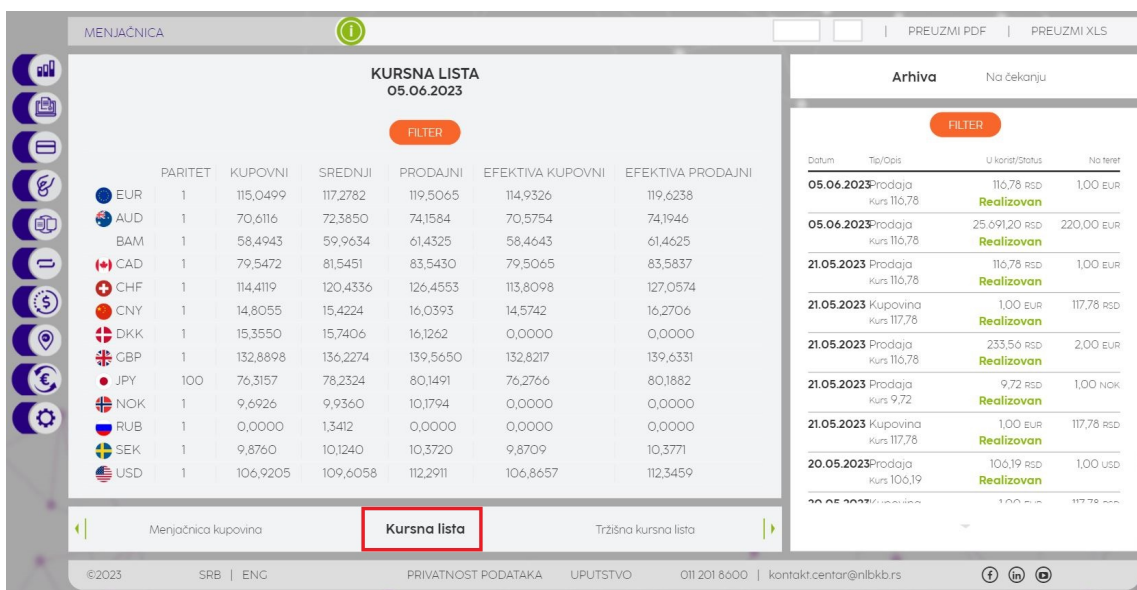 MENJAČNICA
PREUZMI PDF | PREUZMI XLS
KURSNA LISTA
05.06.2023
FILTER
PARITET KUPOVNI SREDNJI PRODAJNI EFEKTIVA KUPOVNI EFEKTIVA PRODAJNI
EUR 1 115,0499 117,2782 119,5065 114,9326 119,6238
AUD 1 70,6116 72,3850 74,1584 70,5754 74,1946
BAM 1 58,4943 59,9634 61,4325 58,4643 61,4625
CAD 1 79,5472 81,5451 83,5430 79,5065 83,5837
CHF 1 114,4119 120,4336 126,4553 113,8098 127,0574
CNY 1 14,8055 15,4224 16,0393 14,5742 16,2706
DKK 1 15,3550 15,7406 16,1262 0,0000 0,0000
GBP 1 132,8898 136,2274 139,5650 132,8217 139,6331
JPY 100 76,3157 78,2324 80,1491 76,2766 80,1882
NOK 1 9,6926 9,9360 10,1794 0,0000 0,0000
RUB 1 0,0000 1,3412 0,0000 0,0000 0,0000
SEK 1 9,8760 10,1240 10,3720 9,8709 10,3771
USD 1 106,9205 109,6058 112,2911 106,8657 112,3459
Menjačnica kupovina Kursna lista Tržišna kursna lista
Arhiva Na čekanju
FILTER
Datum Tip/Opis U korist/Status Na teret
05.06.2023 Prodaja 116,78 RSD 1,00 EUR
Kurs 116,78 Realizovan
05.06.2023 Prodaja 25.691,20 RSD 220,00 EUR
Kurs 116,78 Realizovan
21.05.2023 Prodaja 116,78 RSD 1,00 EUR
Kurs 116,78 Realizovan
21.05.2023 Kupovina 1,00 EUR 117,78 RSD
Kurs 117,78 Realizovan
21.05.2023 Prodaja 233,56 RSD 2,00 EUR
Kurs 116,78 Realizovan
21.05.2023 Prodaja 9,72 RSD 1,00 NOK
Kurs 9,72 Realizovan
21.05.2023 Kupovina 1,00 EUR 117,78 RSD
Kurs 117,78 Realizovan
20.05.2023 Prodaja 106,19 RSD 1,00 USD
Kurs 106,19 Realizovan
20.05.2023 Kupovina 1,00 EUR 117,78 RSD
©2023 SRB | ENG PRIVATNOST PODATAKA UPUTSTVO 011 201 8600 | kontakt.centar@nlbkb.rs